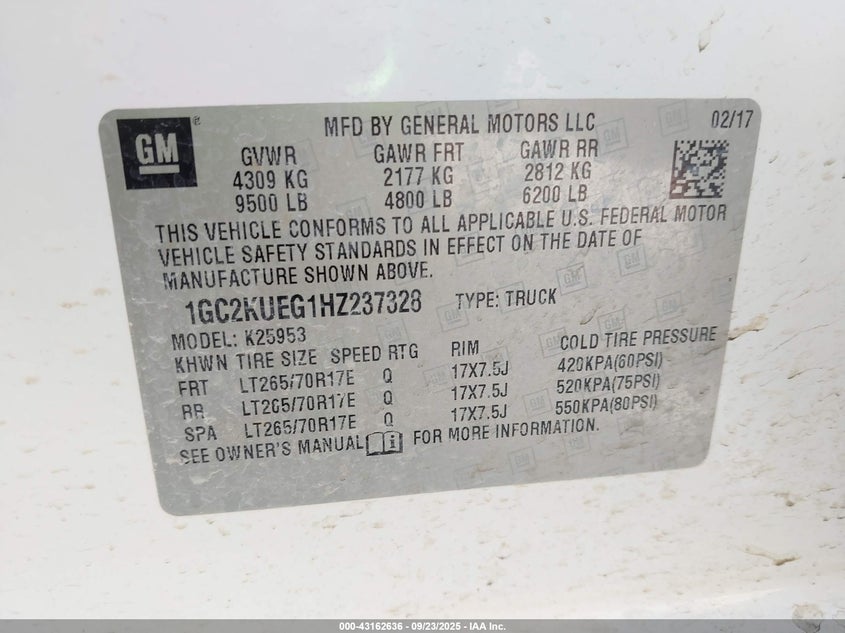 GM ®
MFD BY GENERAL MOTORS LLC 02/17
GVWR GAWR FRT GAWR RR
4309 KG 2177 KG 2812 KG
9500 LB 4800 LB 6200 LB
THIS VEHICLE CONFORMS TO ALL APPLICABLE U.S. FEDERAL MOTOR
VEHICLE SAFETY STANDARDS IN EFFECT ON THE DATE OF
MANUFACTURE SHOWN ABOVE.
1GC2KUEG1HZ237328 TYPE: TRUCK
MODEL: K25953
KHWN TIRE SIZE SPEED RTG RIM COLD TIRE PRESSURE
FRT LT265/70R17E Q 17X7.5J 420KPA(60PSI)
RR LT265/70R17E Q 17X7.5J 520KPA(75PSI)
SPA LT265/70R17E Q 17X7.5J 550KPA(80PSI)
SEE OWNER'S MANUAL FOR MORE INFORMATION.
000-43162636 - 09/23/2025 - IAA Inc.